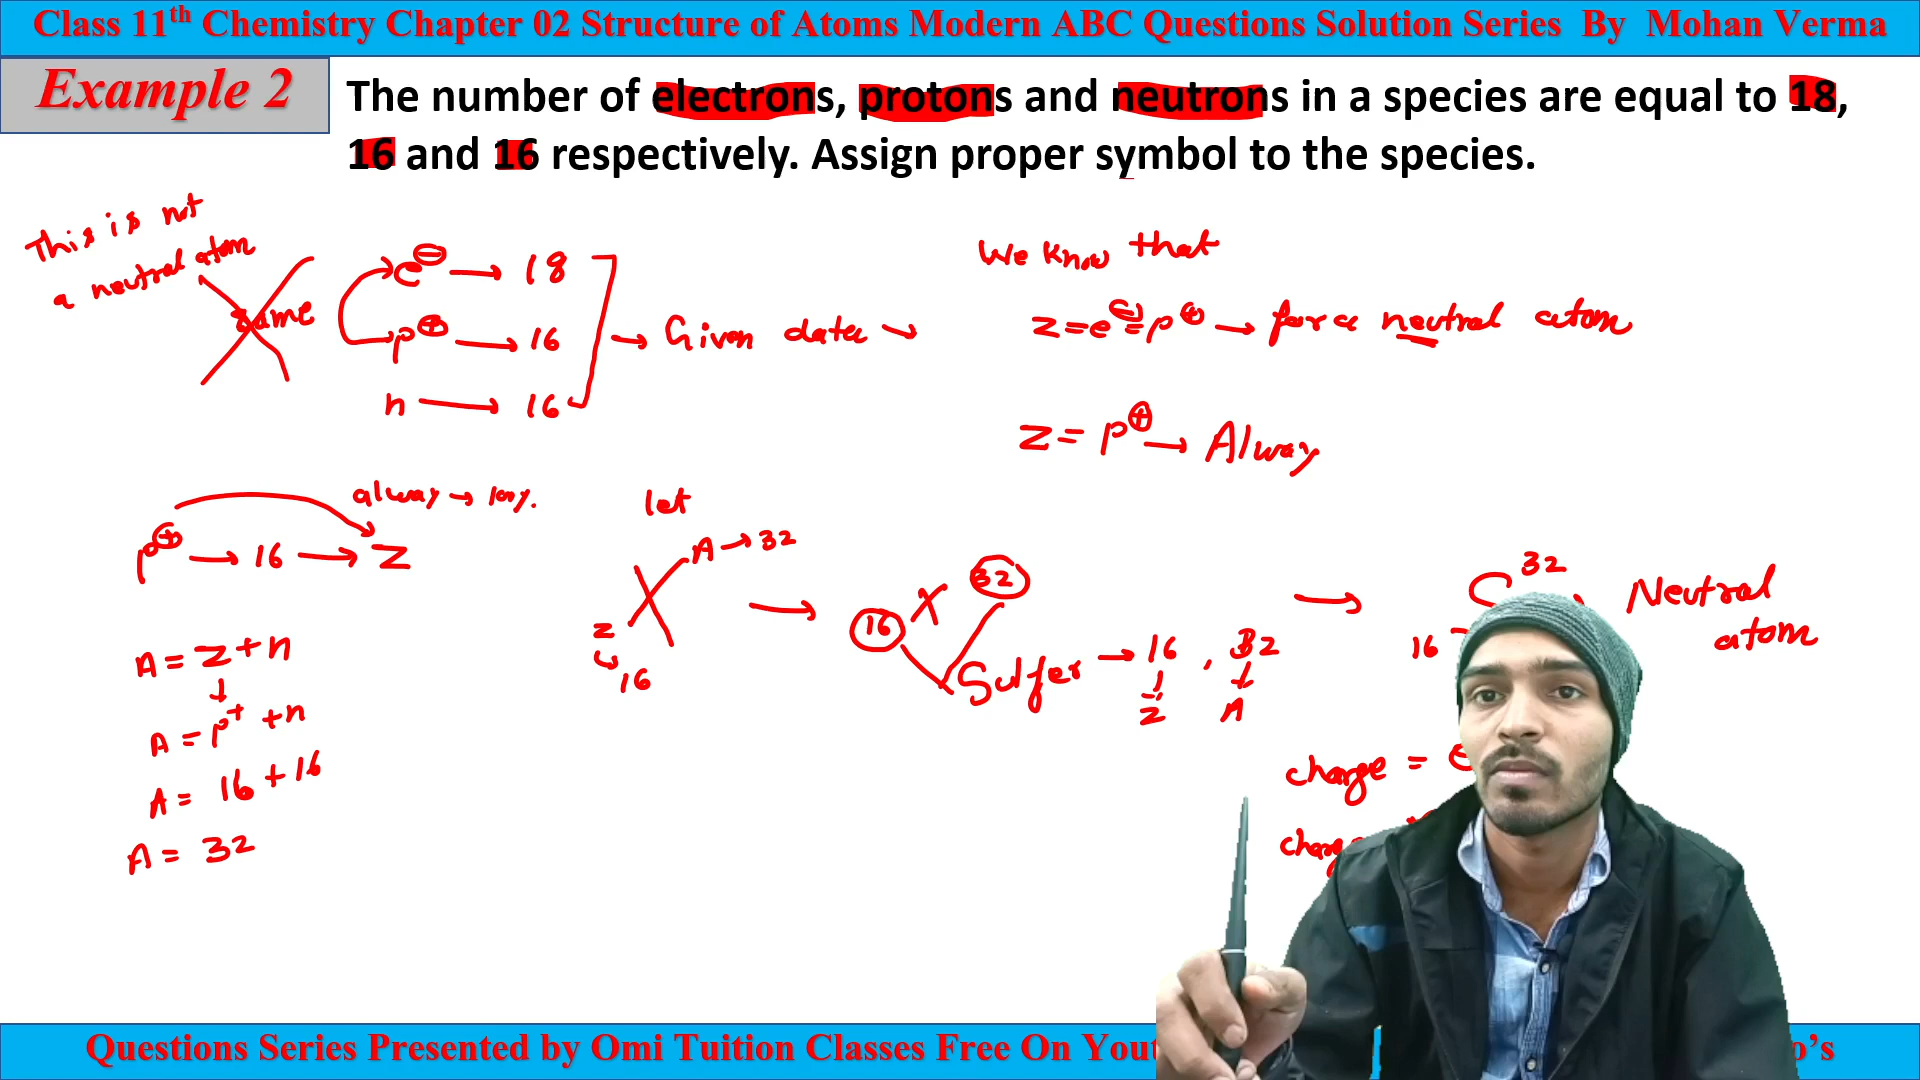 Class 11th Chemistry Chapter 02 Structure of Atoms Modern ABC Questions Solution Series By Mohan Verma
Example 2
The number of electrons, protons and neutrons in a species are equal to 18,
16 and 16 respectively. Assign proper symbol to the species.
This is not
a neutral atom
same
e⊖ → 18
p⊕ → 16
n → 16
→ Given data →
We know that
Z = e⊖ = p⊕ → for a neutral atom
Z = p⊕ → Alway
p⊕ → 16 → Z
alway →
A = Z + n
↓
A = p+ + n
A = 16 + 16
A = 32
let
A → 32
X
Z
↳ 16
→
32
X
16
Sulfer → 16 , 32
↓ ↓
Z A
→
32
16
Neutral
atom
charge =
Questions Series Presented by Omi Tuition Classes Free On